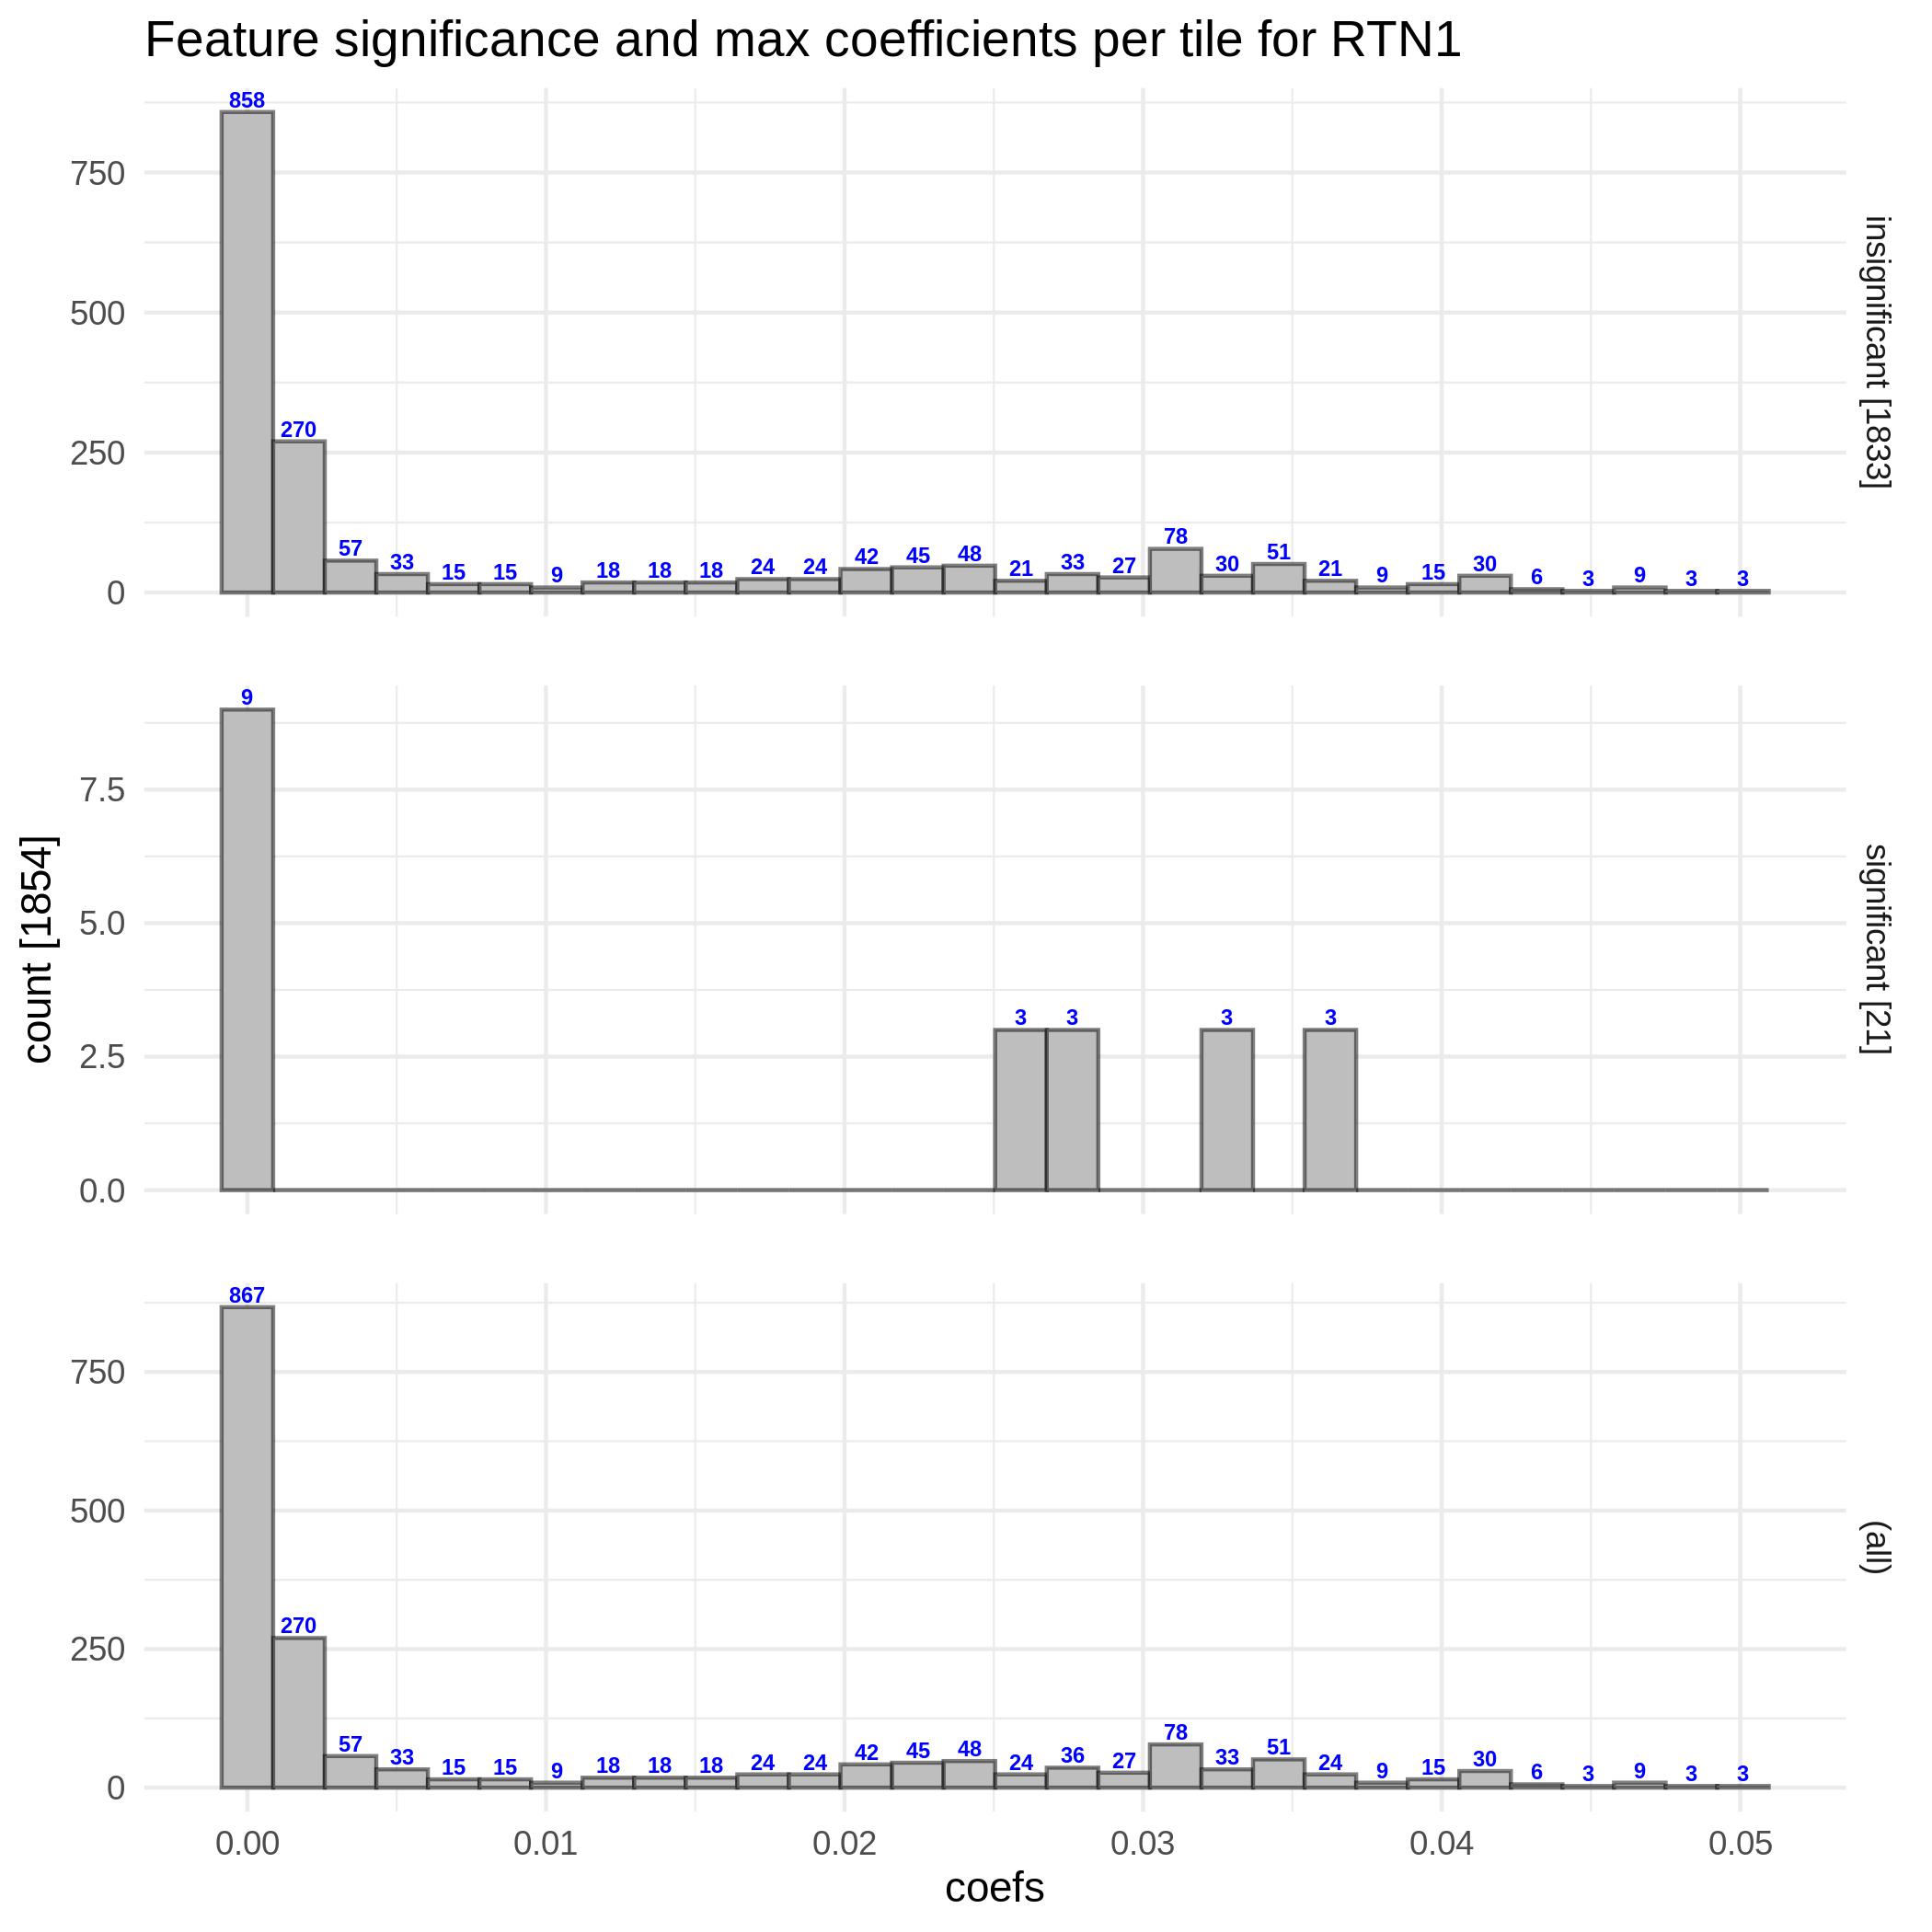 Feature significance and max coefficients per tile for RTN1
858
750
500
270
250
57 33 15 15 9 18 18 18 24 24 42 45 48 21 33 27 78 30 51 21 9 15 30 6 3 9 3 3
0
insignificant [1833]
9
7.5
5.0
3 3 3 3
2.5
0.0
significant [21]
count [1854]
867
750
500
270
250
57 33 15 15 9 18 18 18 24 24 42 45 48 24 36 27 78 33 51 24 9 15 30 6 3 9 3 3
0
(all)
0.00 0.01 0.02 0.03 0.04 0.05
coefs